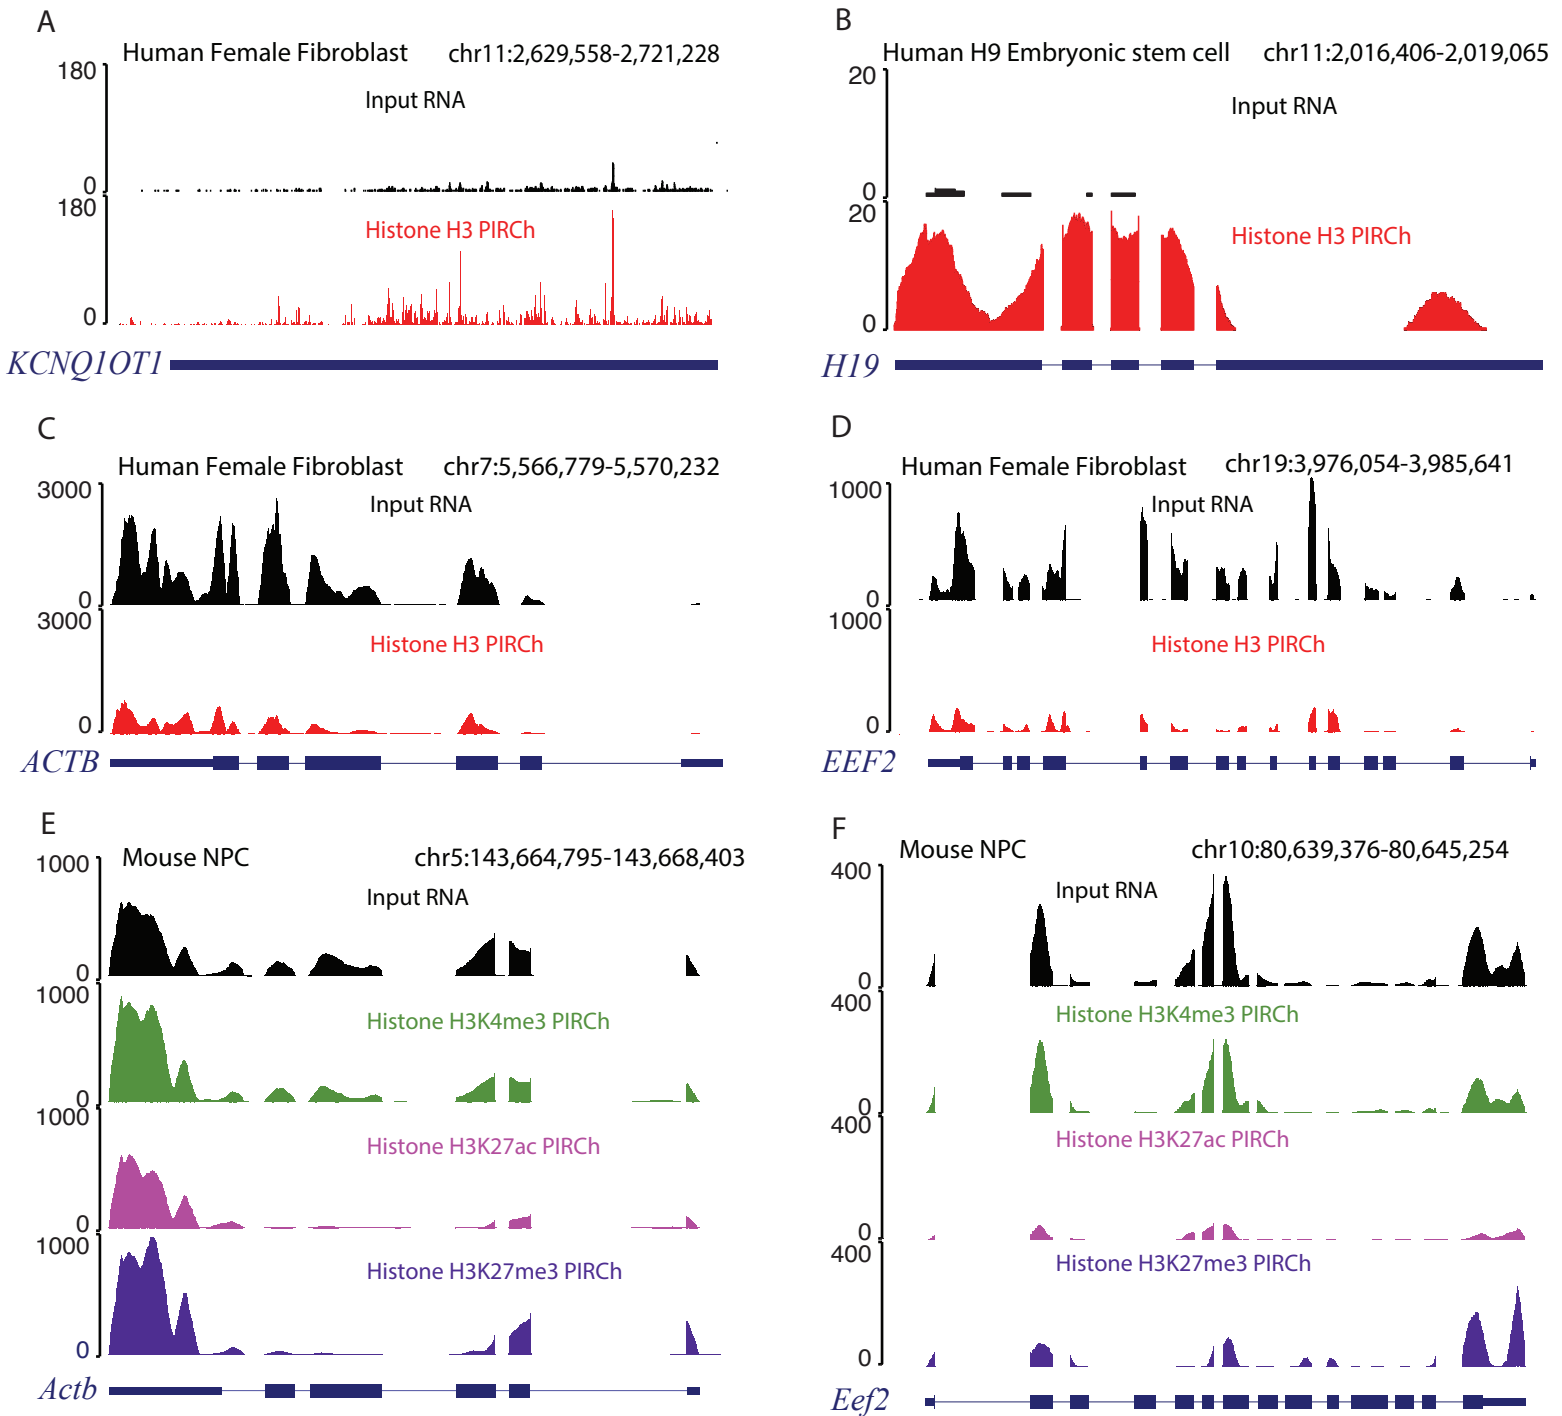 A
Human Female Fibroblast chr11:2,629,558-2,721,228
180
Input RNA
0
180
Histone H3 PIRCh
0
KCNQ1OT1
B
Human H9 Embryonic stem cell chr11:2,016,406-2,019,065
20
Input RNA
0
20
Histone H3 PIRCh
0
H19
C
Human Female Fibroblast chr7:5,566,779-5,570,232
3000
Input RNA
0
3000
Histone H3 PIRCh
0
ACTB
D
Human Female Fibroblast chr19:3,976,054-3,985,641
1000
Input RNA
0
1000
Histone H3 PIRCh
0
EEF2
E
Mouse NPC chr5:143,664,795-143,668,403
1000
Input RNA
0
1000
Histone H3K4me3 PIRCh
0
1000
Histone H3K27ac PIRCh
0
1000
Histone H3K27me3 PIRCh
0
Actb
F
Mouse NPC chr10:80,639,376-80,645,254
400
Input RNA
0
400
Histone H3K4me3 PIRCh
0
400
Histone H3K27ac PIRCh
0
400
Histone H3K27me3 PIRCh
0
Eef2